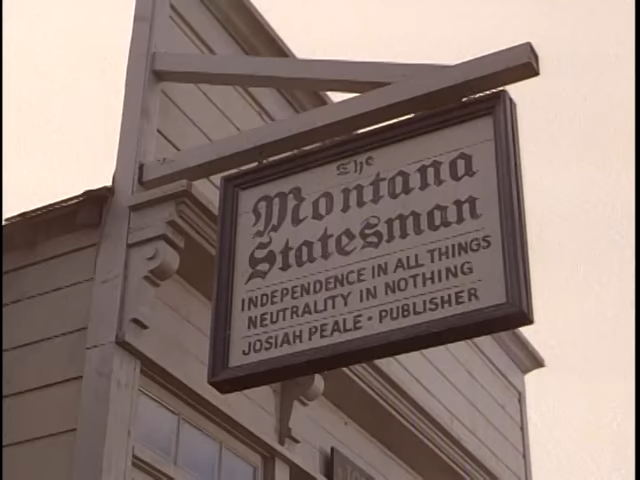 The
Montana
Statesman
INDEPENDENCE IN ALL THINGS
NEUTRALITY IN NOTHING
JOSIAH PEALE · PUBLISHER